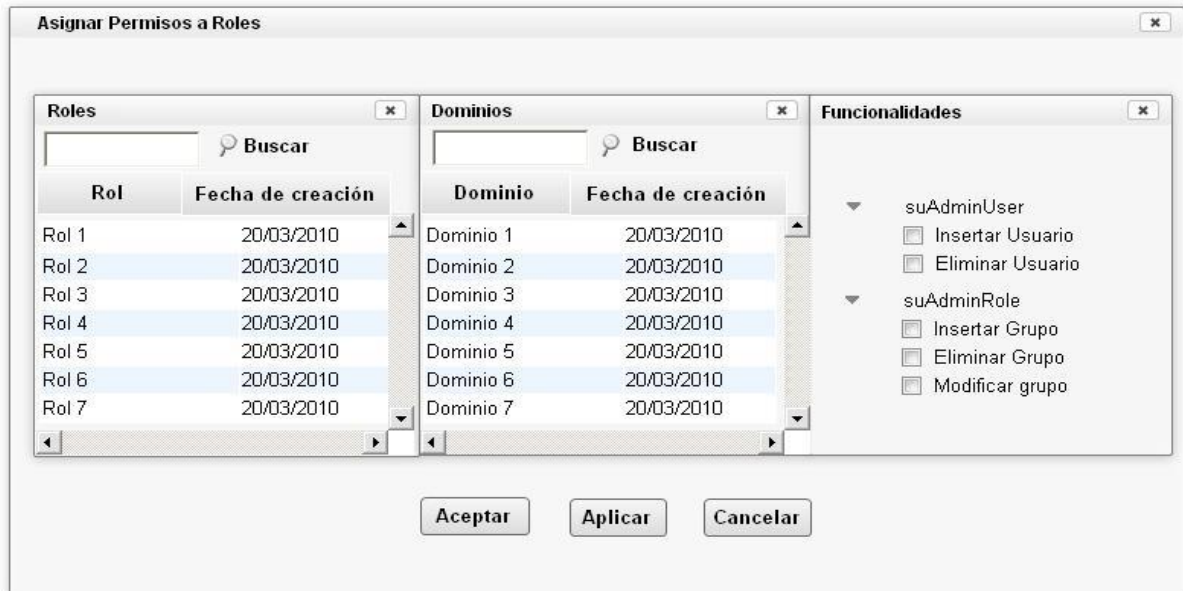 Asignar Permisos a Roles
Roles
Buscar
Rol Fecha de creación
Rol 1 20/03/2010
Rol 2 20/03/2010
Rol 3 20/03/2010
Rol 4 20/03/2010
Rol 5 20/03/2010
Rol 6 20/03/2010
Rol 7 20/03/2010
Dominios
Buscar
Dominio Fecha de creación
Dominio 1 20/03/2010
Dominio 2 20/03/2010
Dominio 3 20/03/2010
Dominio 4 20/03/2010
Dominio 5 20/03/2010
Dominio 6 20/03/2010
Dominio 7 20/03/2010
Funcionalidades
suAdminUser
Insertar Usuario
Eliminar Usuario
suAdminRole
Insertar Grupo
Eliminar Grupo
Modificar grupo
Aceptar Aplicar Cancelar